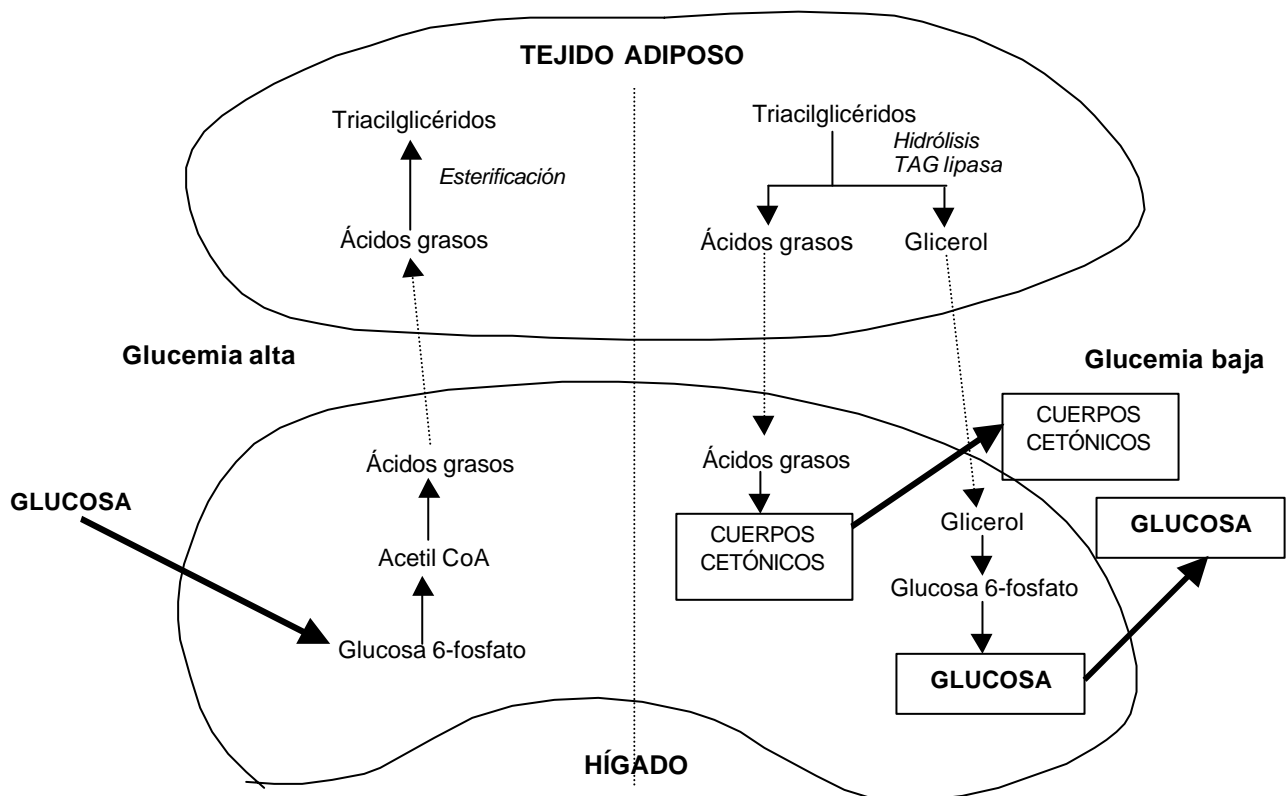 TEJIDO ADIPOSO
Triacilglicéridos
Esterificación
Ácidos grasos
Triacilglicéridos
Hidrólisis
TAG lipasa
Ácidos grasos
Glicerol
Glucemia alta
Glucemia baja
GLUCOSA
Ácidos grasos
Acetil CoA
Glucosa 6-fosfato
Ácidos grasos
CUERPOS
CETÓNICOS
CUERPOS
CETÓNICOS
Glicerol
Glucosa 6-fosfato
GLUCOSA
GLUCOSA
HÍGADO